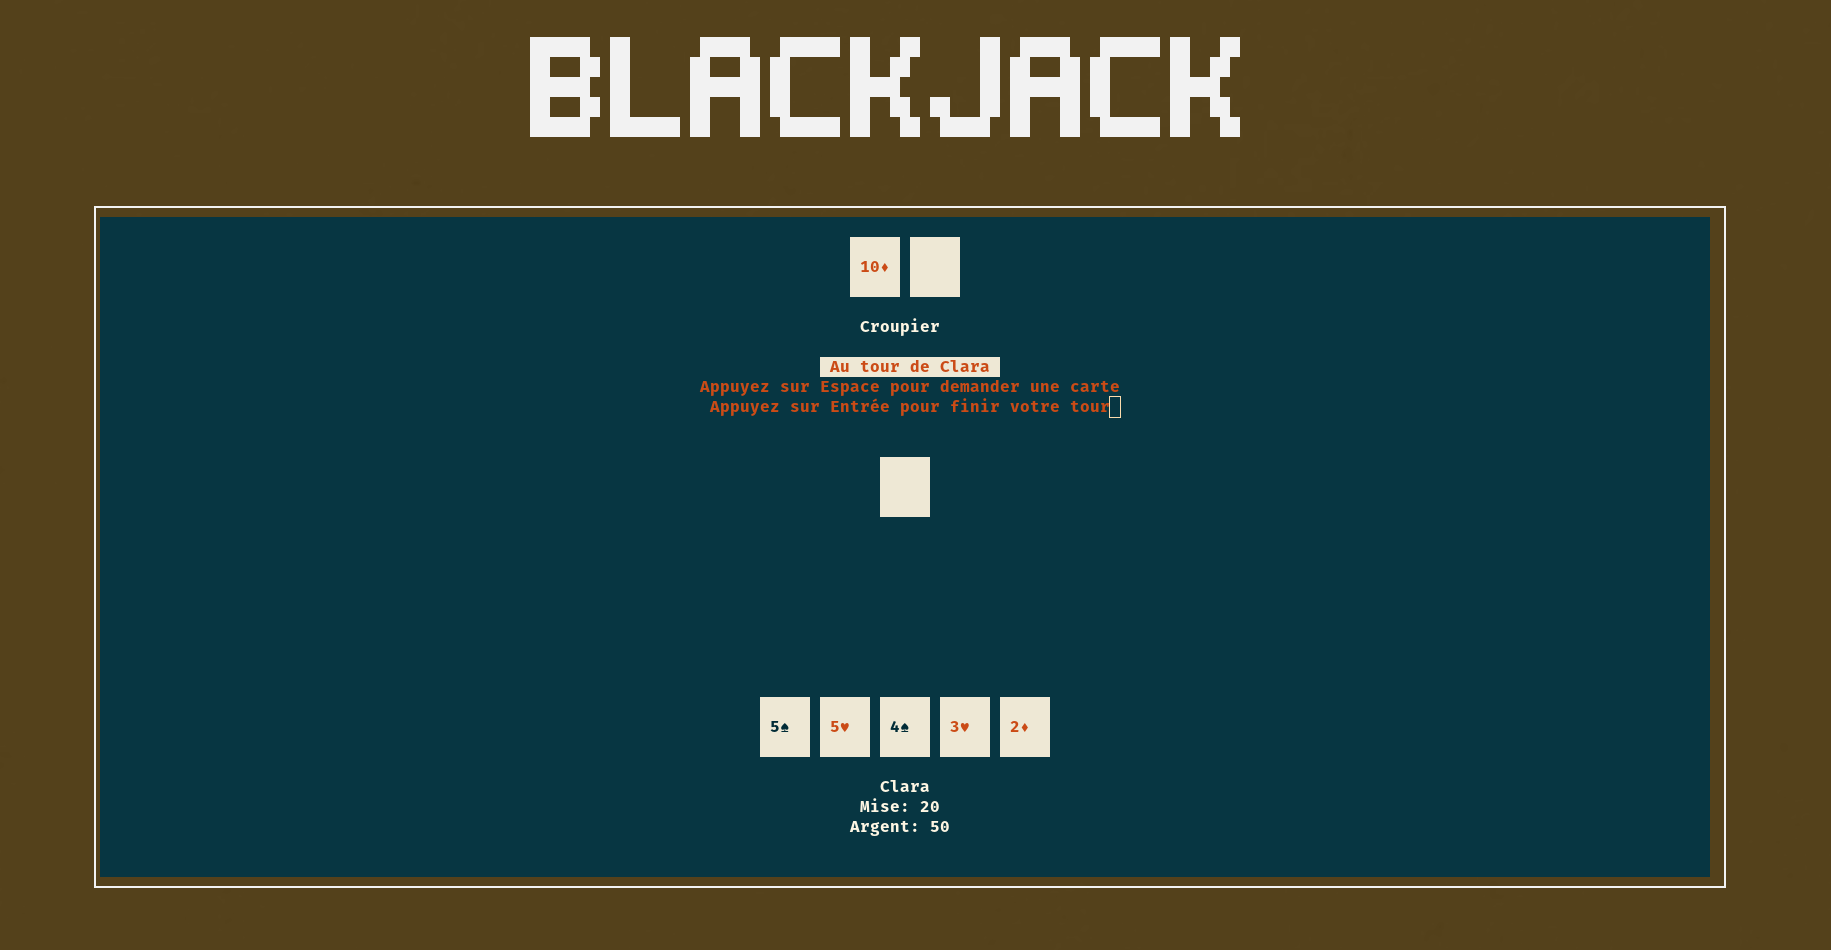 BLACKJACK
10♦
Croupier
Au tour de Clara
Appuyez sur Espace pour demander une carte
Appuyez sur Entrée pour finir votre tour
5♠ 5♥ 4♠ 3♥ 2♦
Clara
Mise: 20
Argent: 50